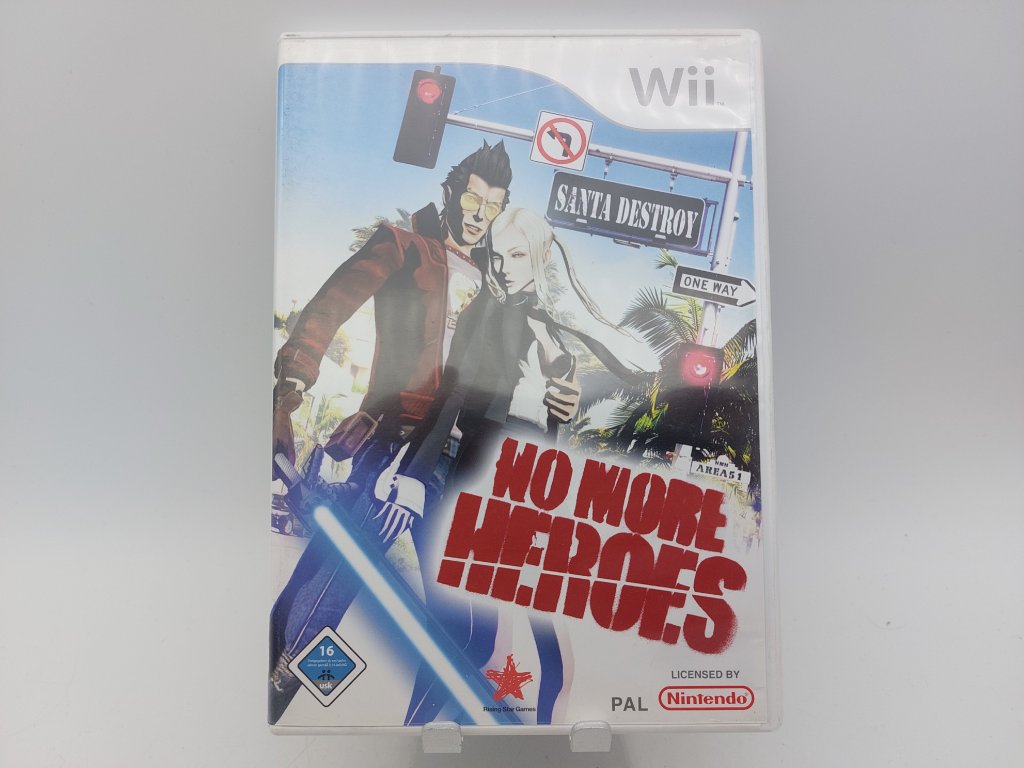 Wii
SANTA DESTROY
ONE WAY
AREA51
NO MORE
HEROES
16
usk
Rising Star Games
LICENSED BY
PAL
Nintendo